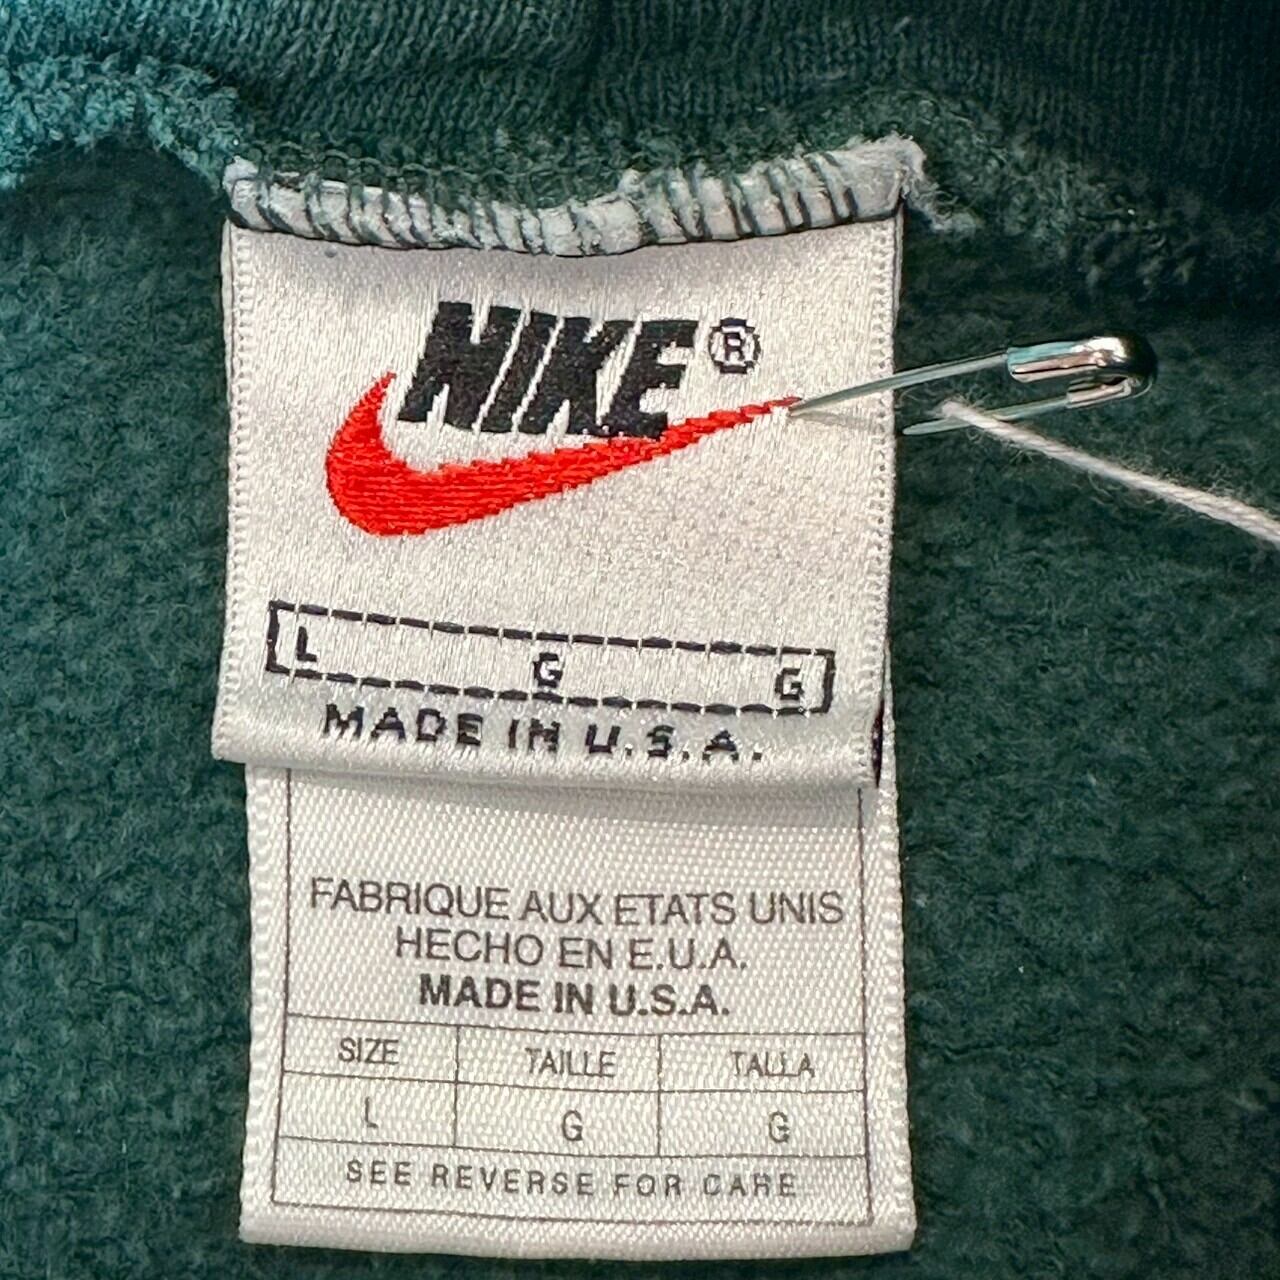 NIKE®
L G G
MADE IN U.S.A.
FABRIQUE AUX ETATS UNIS
HECHO EN E.U.A.
MADE IN U.S.A.
SIZE TAILLE TALLA
L G G
SEE REVERSE FOR CARE